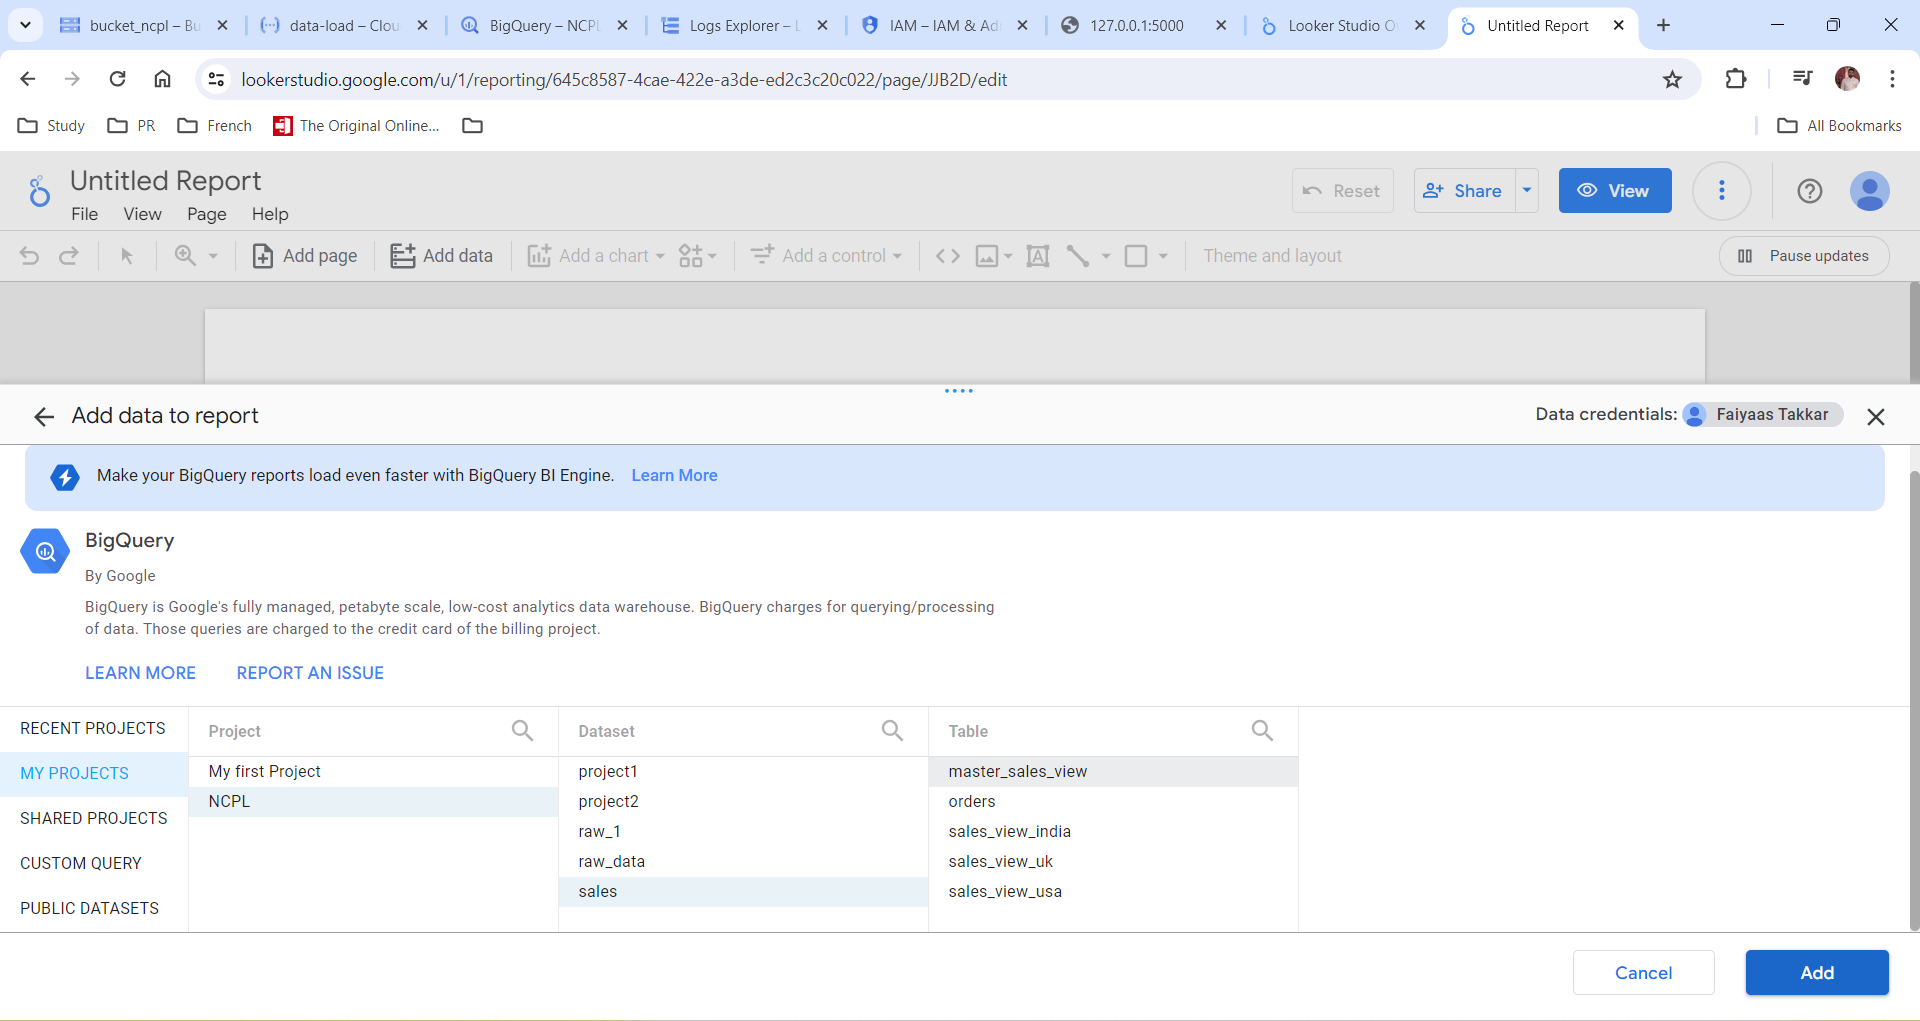 bucket_ncpl – Bu
data-load – Clou
BigQuery – NCPL
Logs Explorer – L
IAM – IAM & Ad
127.0.0.1:5000
Looker Studio O
Untitled Report
lookerstudio.google.com/u/1/reporting/645c8587-4cae-422e-a3de-ed2c3c20c022/page/JJB2D/edit
Study
PR
French
The Original Online...
All Bookmarks
Untitled Report
File
View
Page
Help
Reset
Share
View
Add page
Add data
Add a chart
Add a control
Theme and layout
Pause updates
Add data to report
Data credentials:
Faiyaas Takkar
Make your BigQuery reports load even faster with BigQuery BI Engine. Learn More
BigQuery
By Google
BigQuery is Google's fully managed, petabyte scale, low-cost analytics data warehouse. BigQuery charges for querying/processing
of data. Those queries are charged to the credit card of the billing project.
LEARN MORE
REPORT AN ISSUE
RECENT PROJECTS
MY PROJECTS
SHARED PROJECTS
CUSTOM QUERY
PUBLIC DATASETS
Project
My first Project
NCPL
Dataset
project1
project2
raw_1
raw_data
sales
Table
master_sales_view
orders
sales_view_india
sales_view_uk
sales_view_usa
Cancel
Add